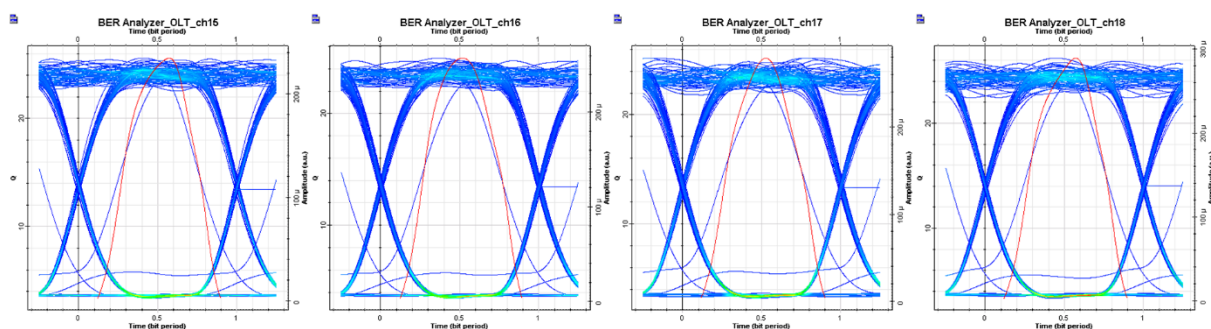 BER Analyzer_OLT_ch15
Time (bit period)
0 0.5 1
Q
20
10
Amplitude (a.u.)
200 µ
100 µ
0
0 0.5 1
Time (bit period)
BER Analyzer_OLT_ch16
Time (bit period)
0 0.5 1
Q
20
10
Amplitude (a.u.)
200 µ
100 µ
0
0 0.5 1
Time (bit period)
BER Analyzer_OLT_ch17
Time (bit period)
0 0.5 1
Q
20
10
Amplitude (a.u.)
200 µ
100 µ
0
0 0.5 1
Time (bit period)
BER Analyzer_OLT_ch18
Time (bit period)
0 0.5 1
Q
20
10
Amplitude (a.u.)
300 µ
200 µ
100 µ
0
0 0.5 1
Time (bit period)